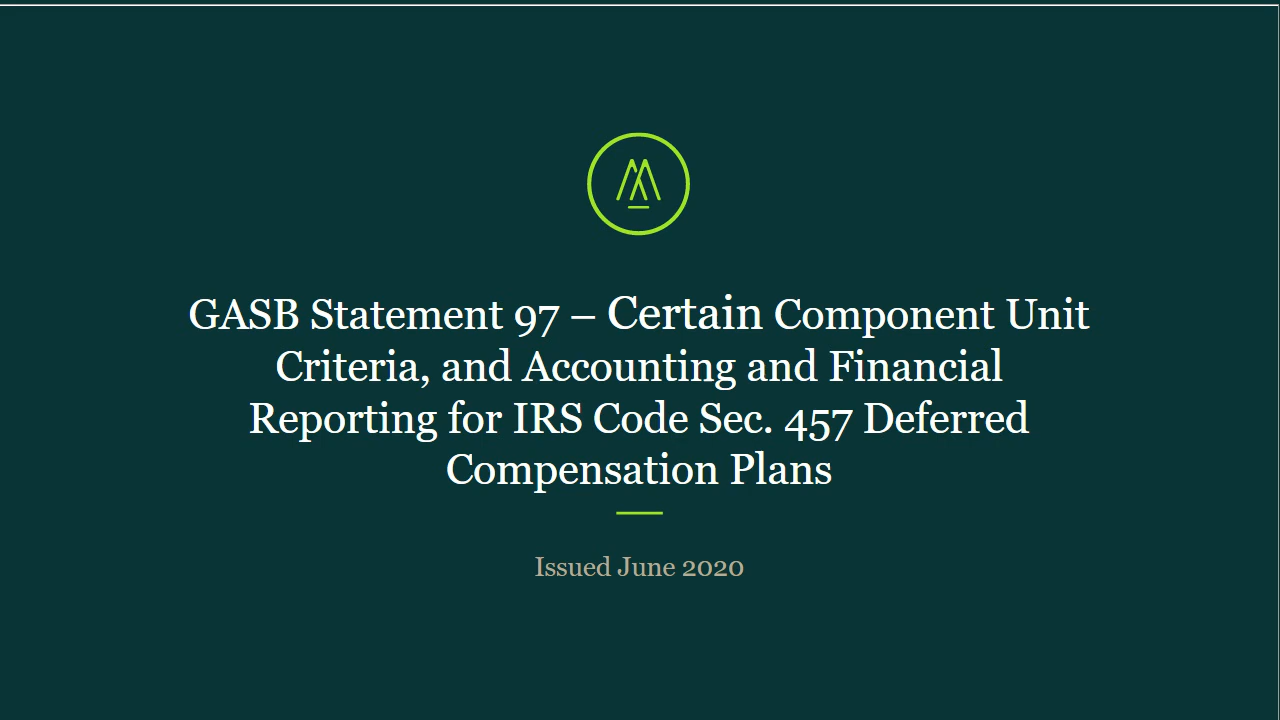 GASB Statement 97 – Certain Component Unit
Criteria, and Accounting and Financial
Reporting for IRS Code Sec. 457 Deferred
Compensation Plans
Issued June 2020